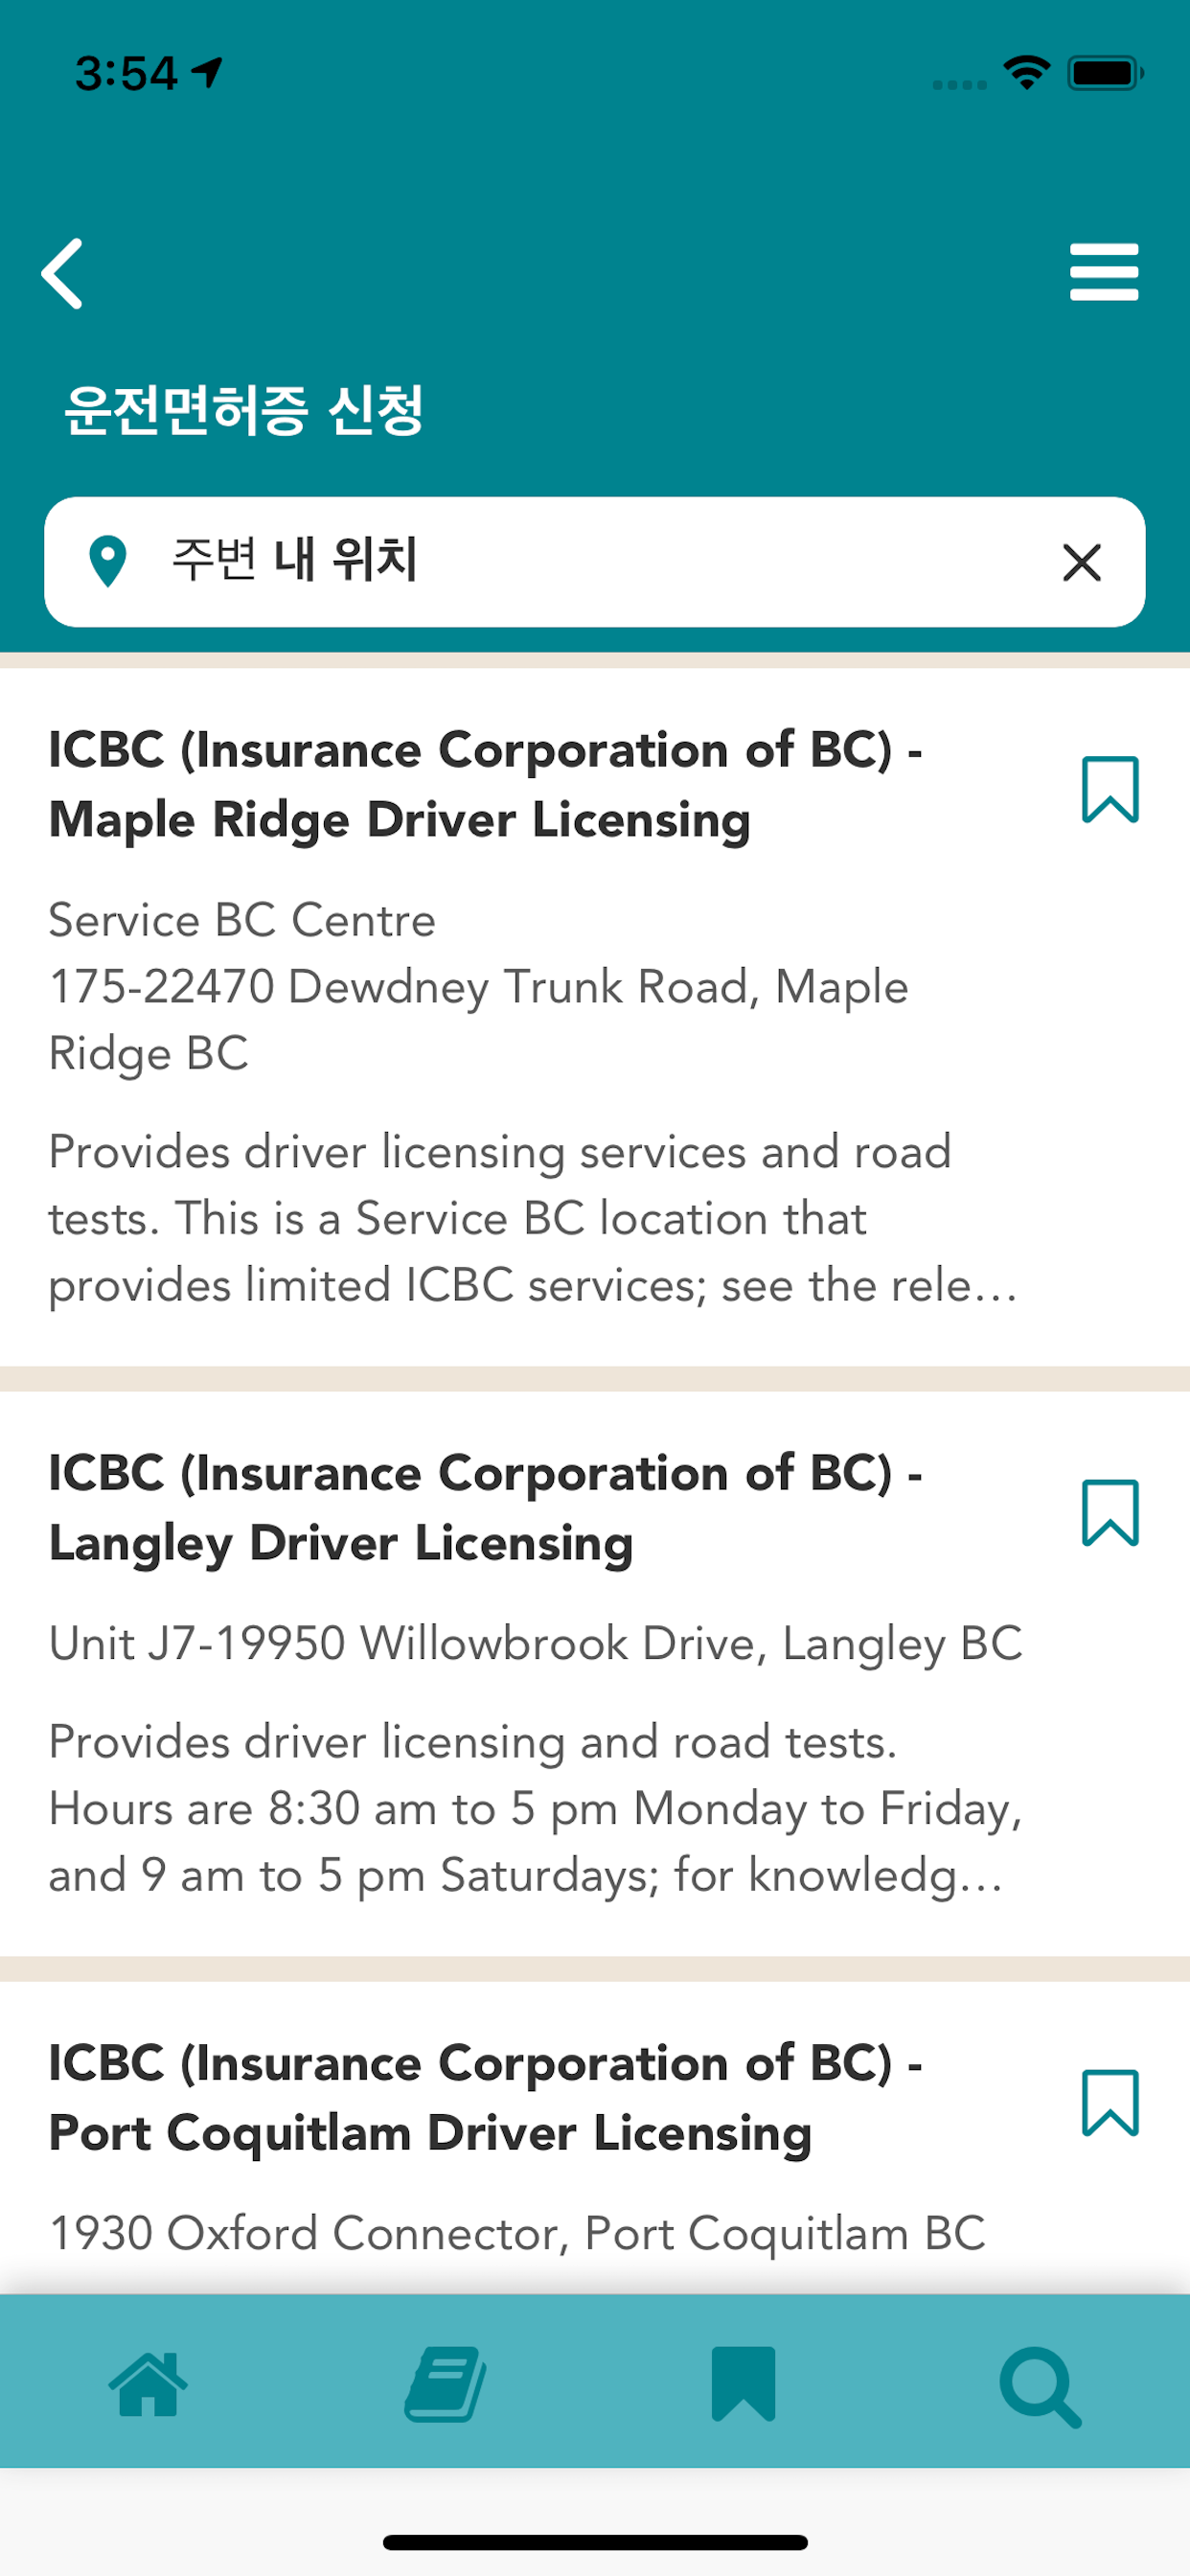 3:54
운전면허증 신청
주변 내 위치
ICBC (Insurance Corporation of BC) -
Maple Ridge Driver Licensing
Service BC Centre
175-22470 Dewdney Trunk Road, Maple
Ridge BC
Provides driver licensing services and road
tests. This is a Service BC location that
provides limited ICBC services; see the rele…
ICBC (Insurance Corporation of BC) -
Langley Driver Licensing
Unit J7-19950 Willowbrook Drive, Langley BC
Provides driver licensing and road tests.
Hours are 8:30 am to 5 pm Monday to Friday,
and 9 am to 5 pm Saturdays; for knowledg…
ICBC (Insurance Corporation of BC) -
Port Coquitlam Driver Licensing
1930 Oxford Connector, Port Coquitlam BC